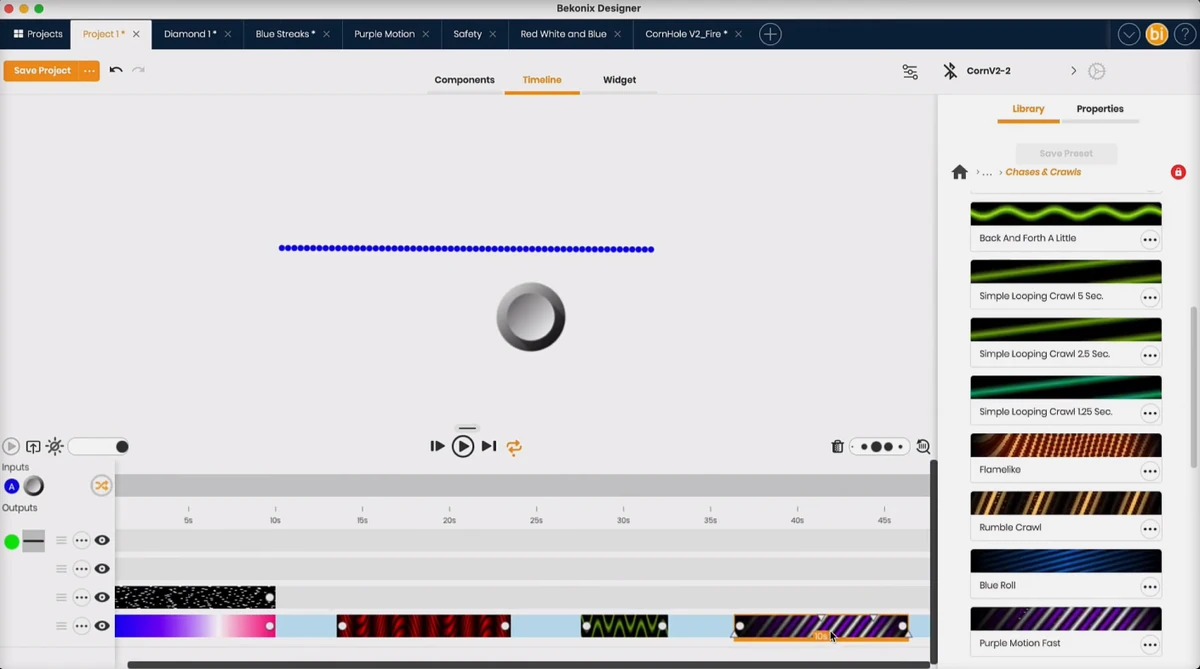 Bekonix Designer
Projects
Project 1 *
Diamond 1 *
Blue Streaks *
Purple Motion
Safety
Red White and Blue
CornHole V2_Fire *
bi
?
Save Project ...
Components
Timeline
Widget
CornV2-2
Library
Properties
Save Preset
› ... › Chases & Crawls
Back And Forth A Little
Simple Looping Crawl 5 Sec.
Simple Looping Crawl 2.5 Sec.
Simple Looping Crawl 1.25 Sec.
Flamelike
Rumble Crawl
Blue Roll
Purple Motion Fast
Inputs
A
Outputs
5s
10s
15s
20s
25s
30s
35s
40s
45s
10s